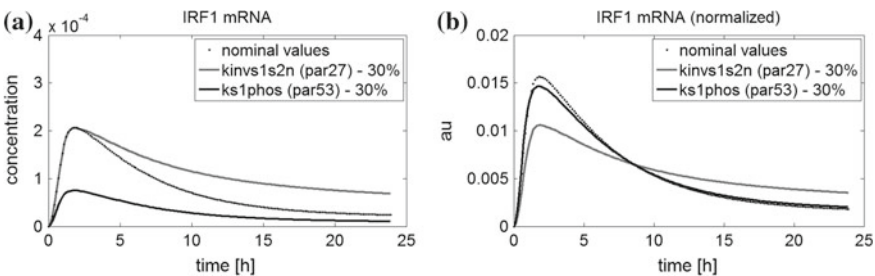 (a)
IRF1 mRNA
4 x 10^-4
nominal values
kinvs1s2n (par27) - 30%
ks1phos (par53) - 30%
concentration
3
2
1
0
0 5 10 15 20 25
time [h]
(b)
IRF1 mRNA (normalized)
0.02
nominal values
kinvs1s2n (par27) - 30%
ks1phos (par53) - 30%
au
0.015
0.01
0.005
0
0 5 10 15 20 25
time [h]